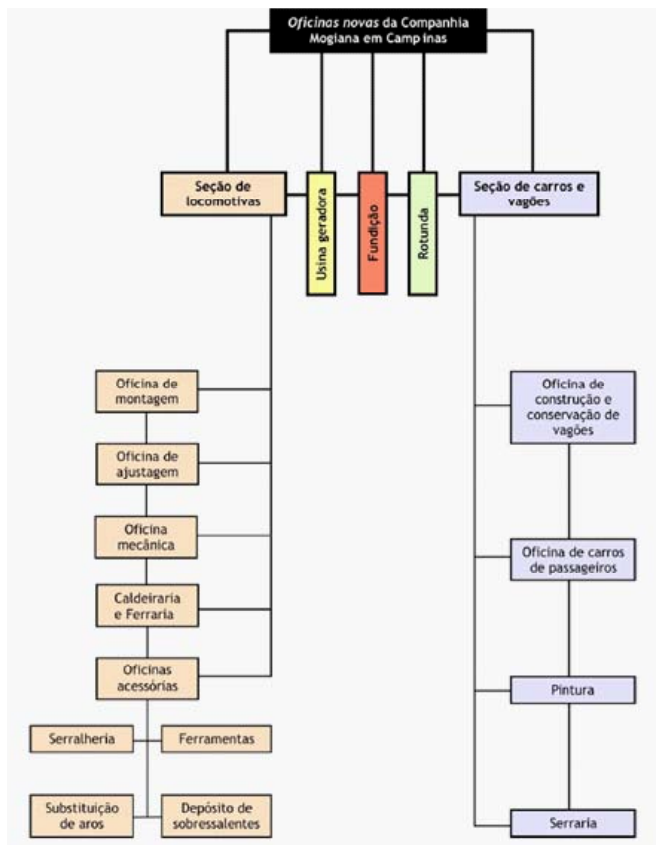 Oficinas novas da Companhia
Mogiana em Campinas
Seção de
locomotivas
Usina geradora
Fundição
Rotunda
Seção de carros e
vagões
Oficina de
montagem
Oficina de
ajustagem
Oficina
mecânica
Caldeiraria
e Ferraria
Oficinas
acessórias
Serralheria
Ferramentas
Substituição
de aros
Depósito de
sobressalentes
Oficina de
construção e
conservação de
vagões
Oficina de carros
de passageiros
Pintura
Serraria